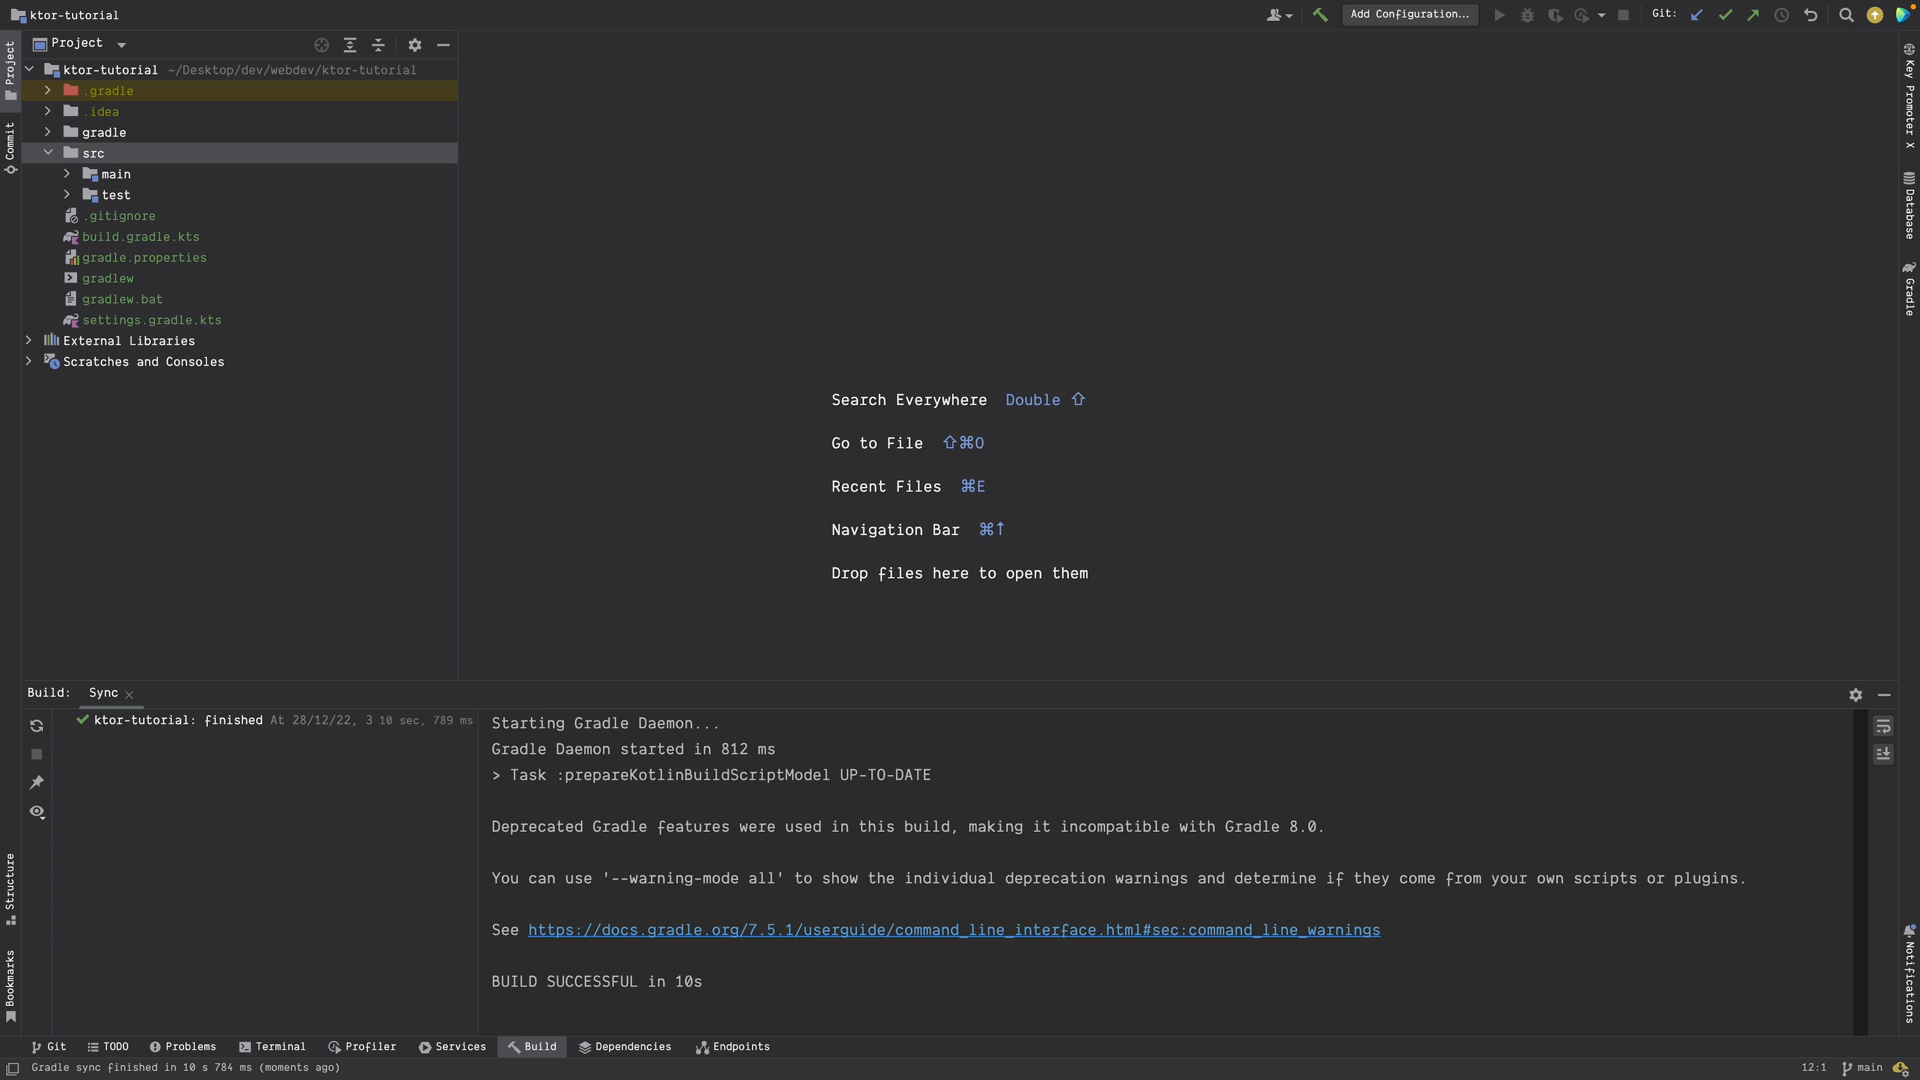 ktor-tutorial
Add Configuration...
Git:
Project
ktor-tutorial ~/Desktop/dev/webdev/ktor-tutorial
.gradle
.idea
gradle
src
main
test
.gitignore
build.gradle.kts
gradle.properties
gradlew
gradlew.bat
settings.gradle.kts
External Libraries
Scratches and Consoles
Project
Commit
Structure
Bookmarks
Search Everywhere Double ⇧
Go to File ⇧⌘O
Recent Files ⌘E
Navigation Bar ⌘↑
Drop files here to open them
Key Promoter X
Database
Gradle
Notifications
Build: Sync
ktor-tutorial: finished At 28/12/22, 3 10 sec, 789 ms
Starting Gradle Daemon...
Gradle Daemon started in 812 ms
> Task :prepareKotlinBuildScriptModel UP-TO-DATE
Deprecated Gradle features were used in this build, making it incompatible with Gradle 8.0.
You can use '--warning-mode all' to show the individual deprecation warnings and determine if they come from your own scripts or plugins.
See https://docs.gradle.org/7.5.1/userguide/command_line_interface.html#sec:command_line_warnings
BUILD SUCCESSFUL in 10s
Git TODO Problems Terminal Profiler Services Build Dependencies Endpoints
Gradle sync finished in 10 s 784 ms (moments ago)
12:1 main